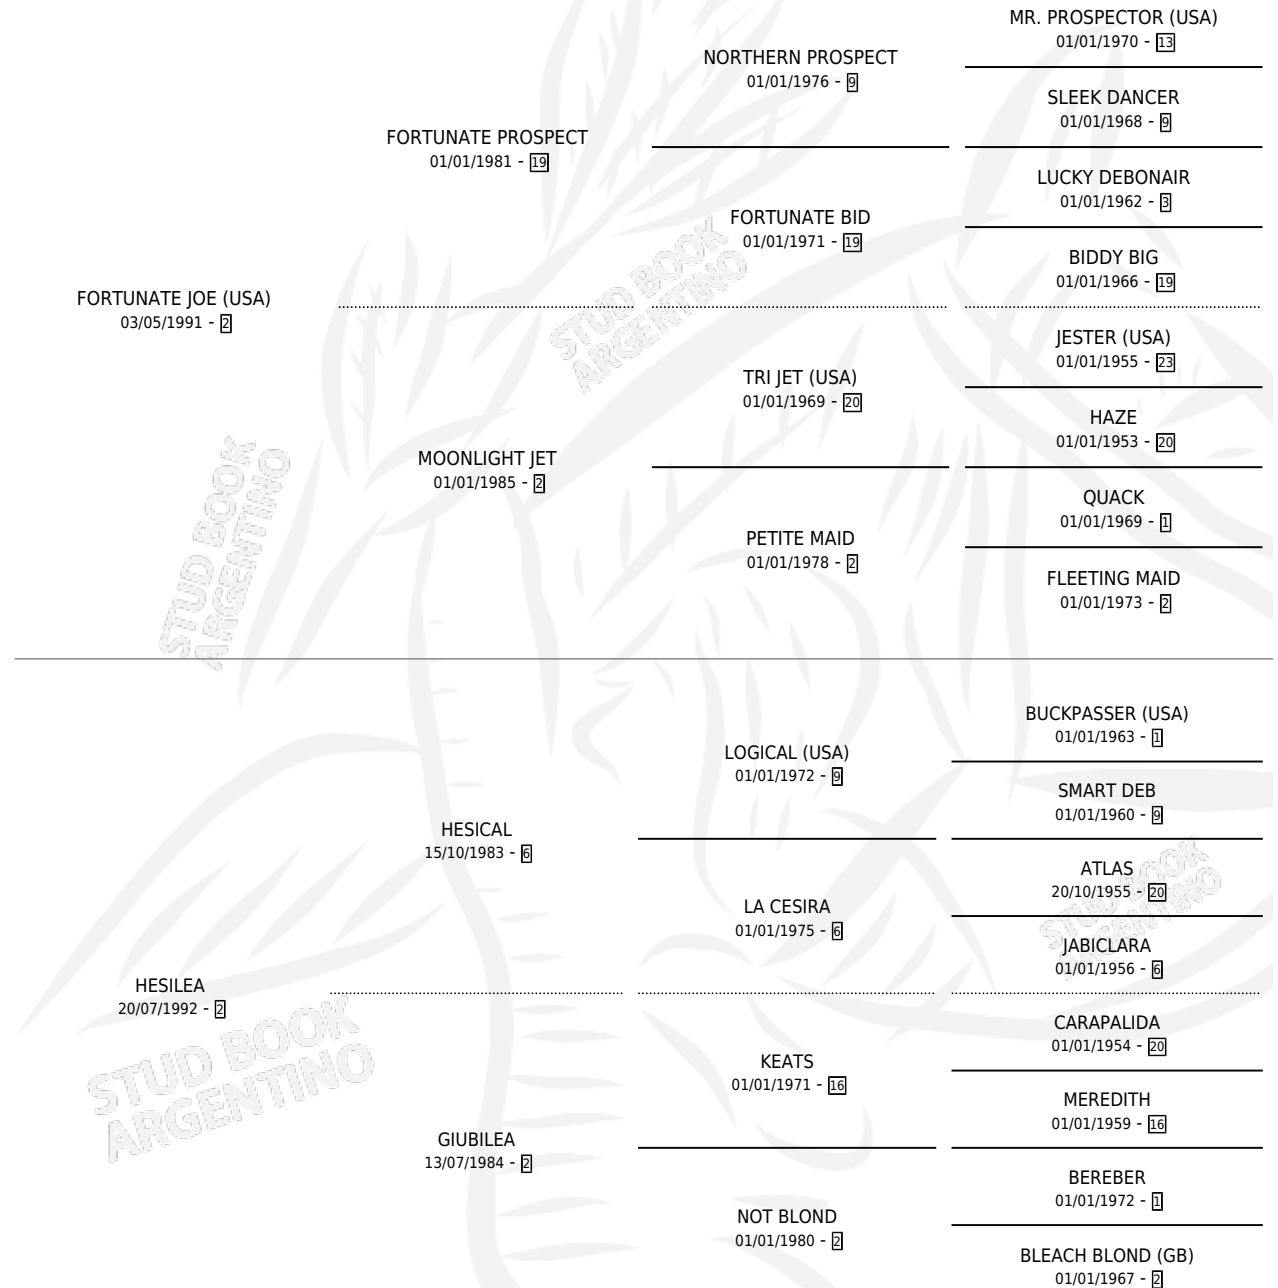 MR. PROSPECTOR (USA)
01/01/1970 - 13
NORTHERN PROSPECT
01/01/1976 - 9
SLEEK DANCER
01/01/1968 - 9
FORTUNATE PROSPECT
01/01/1981 - 19
LUCKY DEBONAIR
01/01/1962 - 3
FORTUNATE BID
01/01/1971 - 19
BIDDY BIG
01/01/1966 - 19
FORTUNATE JOE (USA)
03/05/1991 - 2
STUD BOOK
ARGENTINO
JESTER (USA)
01/01/1955 - 23
TRI JET (USA)
01/01/1969 - 20
HAZE
01/01/1953 - 20
MOONLIGHT JET
01/01/1985 - 2
QUACK
01/01/1969 - 1
PETITE MAID
01/01/1978 - 2
FLEETING MAID
01/01/1973 - 2
STUD BOOK
ARGENTINO
BUCKPASSER (USA)
01/01/1963 - 1
LOGICAL (USA)
01/01/1972 - 9
SMART DEB
01/01/1960 - 9
HESICAL
15/10/1983 - 6
ATLAS
20/10/1955 - 20
LA CESIRA
01/01/1975 - 6
JABICLARA
01/01/1956 - 6
STUD BOOK
ARGENTINO
HESILEA
20/07/1992 - 2
CARAPALIDA
01/01/1954 - 20
KEATS
01/01/1971 - 16
MEREDITH
01/01/1959 - 16
STUD BOOK
ARGENTINO
GIUBILEA
13/07/1984 - 2
BEREBER
01/01/1972 - 1
NOT BLOND
01/01/1980 - 2
BLEACH BLOND (GB)
01/01/1967 - 2